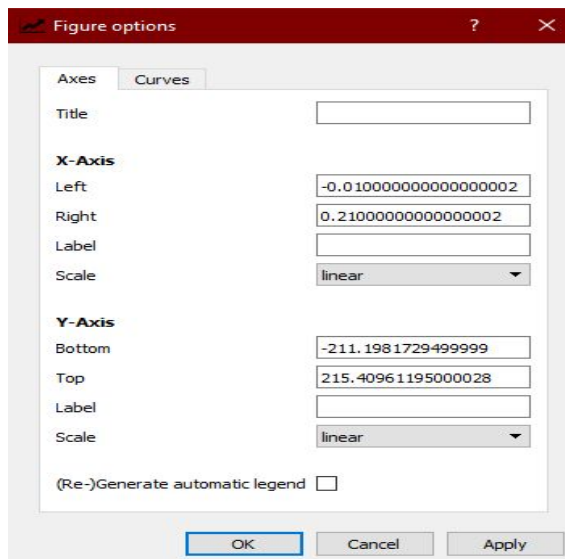 Figure options ?
Axes Curves
Title
X-Axis
Left -0.010000000000000002
Right 0.21000000000000002
Label
Scale linear
Y-Axis
Bottom -211.1981729499999
Top 215.40961195000028
Label
Scale linear
(Re-)Generate automatic legend
OK Cancel Apply